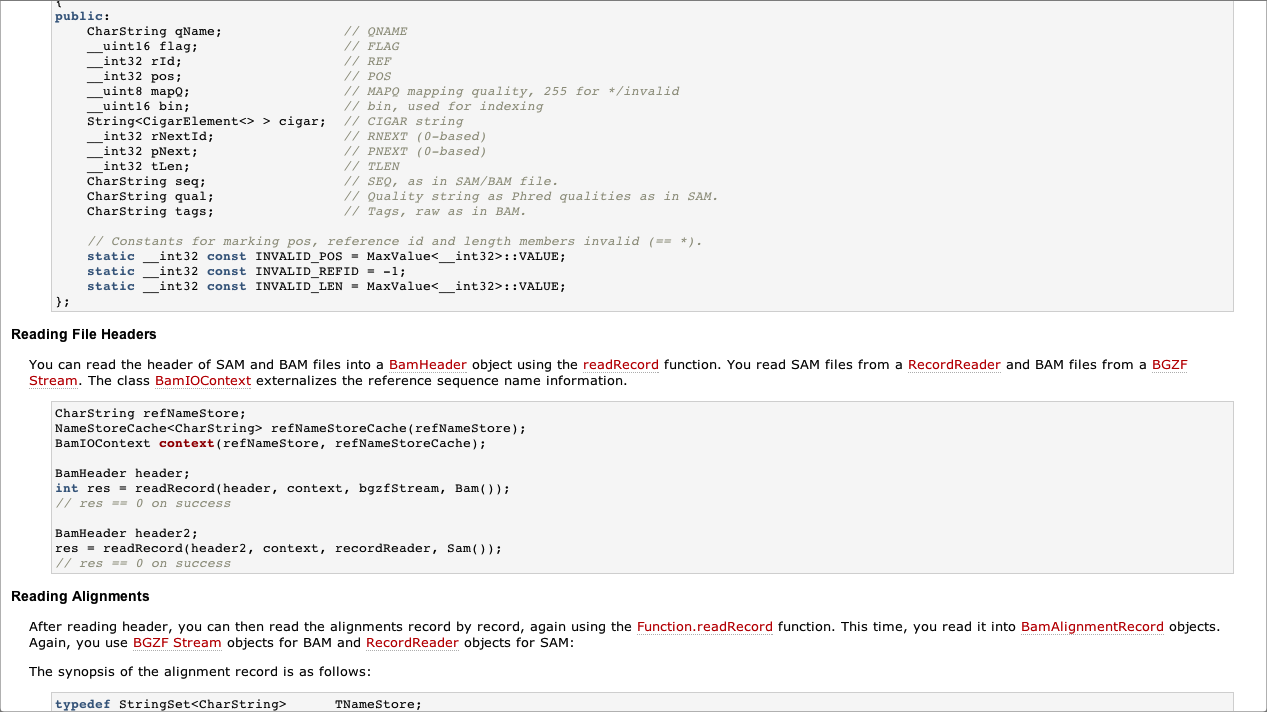 {
public:
    CharString qName;               // QNAME
    __uint16 flag;                  // FLAG
    __int32 rId;                    // REF
    __int32 pos;                    // POS
    __uint8 mapQ;                   // MAPQ mapping quality, 255 for */invalid
    __uint16 bin;                   // bin, used for indexing
    String<CigarElement<> > cigar;  // CIGAR string
    __int32 rNextId;                // RNEXT (0-based)
    __int32 pNext;                  // PNEXT (0-based)
    __int32 tLen;                   // TLEN
    CharString seq;                 // SEQ, as in SAM/BAM file.
    CharString qual;                // Quality string as Phred qualities as in SAM.
    CharString tags;                // Tags, raw as in BAM.

    // Constants for marking pos, reference id and length members invalid (== *).
    static __int32 const INVALID_POS = MaxValue<__int32>::VALUE;
    static __int32 const INVALID_REFID = -1;
    static __int32 const INVALID_LEN = MaxValue<__int32>::VALUE;
};
Reading File Headers
You can read the header of SAM and BAM files into a BamHeader object using the readRecord function. You read SAM files from a RecordReader and BAM files from a BGZF
Stream. The class BamIOContext externalizes the reference sequence name information.
CharString refNameStore;
NameStoreCache<CharString> refNameStoreCache(refNameStore);
BamIOContext context(refNameStore, refNameStoreCache);

BamHeader header;
int res = readRecord(header, context, bgzfStream, Bam());
// res == 0 on success

BamHeader header2;
res = readRecord(header2, context, recordReader, Sam());
// res == 0 on success
Reading Alignments
After reading header, you can then read the alignments record by record, again using the Function.readRecord function. This time, you read it into BamAlignmentRecord objects.
Again, you use BGZF Stream objects for BAM and RecordReader objects for SAM:
The synopsis of the alignment record is as follows:
typedef StringSet<CharString>      TNameStore;